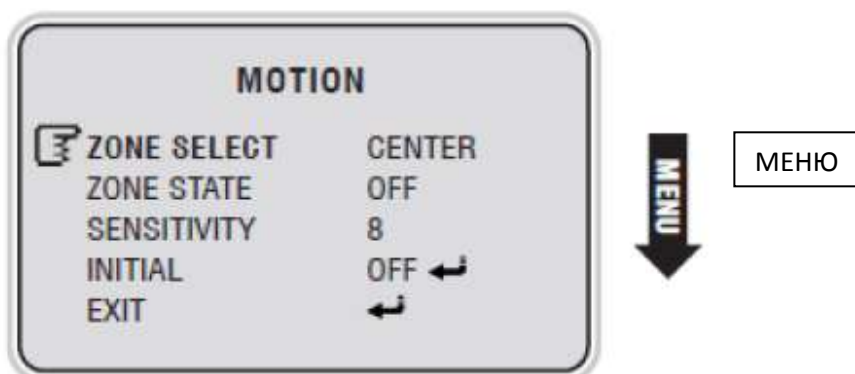 MOTION
ZONE SELECT CENTER
ZONE STATE OFF
SENSITIVITY 8
INITIAL OFF
EXIT
MENU
МЕНЮ